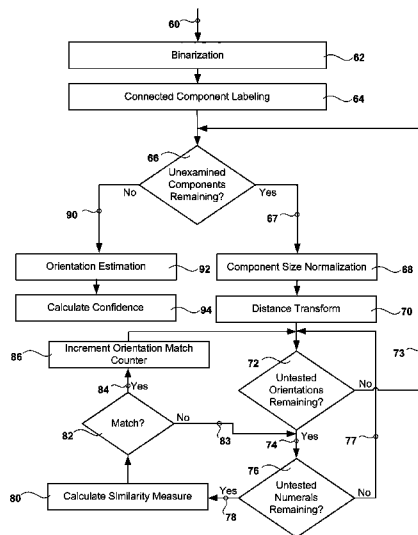 60
Binarization
62
Connected Component Labeling
64
66
Unexamined
Components
Remaining?
No
Yes
90
67
Orientation Estimation
92
Component Size Normalization
68
Calculate Confidence
94
Distance Transform
70
86
Increment Orientation Match
Counter
72
Untested
Orientations
Remaining?
No
73
84
Yes
82
Match?
No
83
74
Yes
77
76
Untested
Numerals
Remaining?
No
80
Calculate Similarity Measure
Yes
78